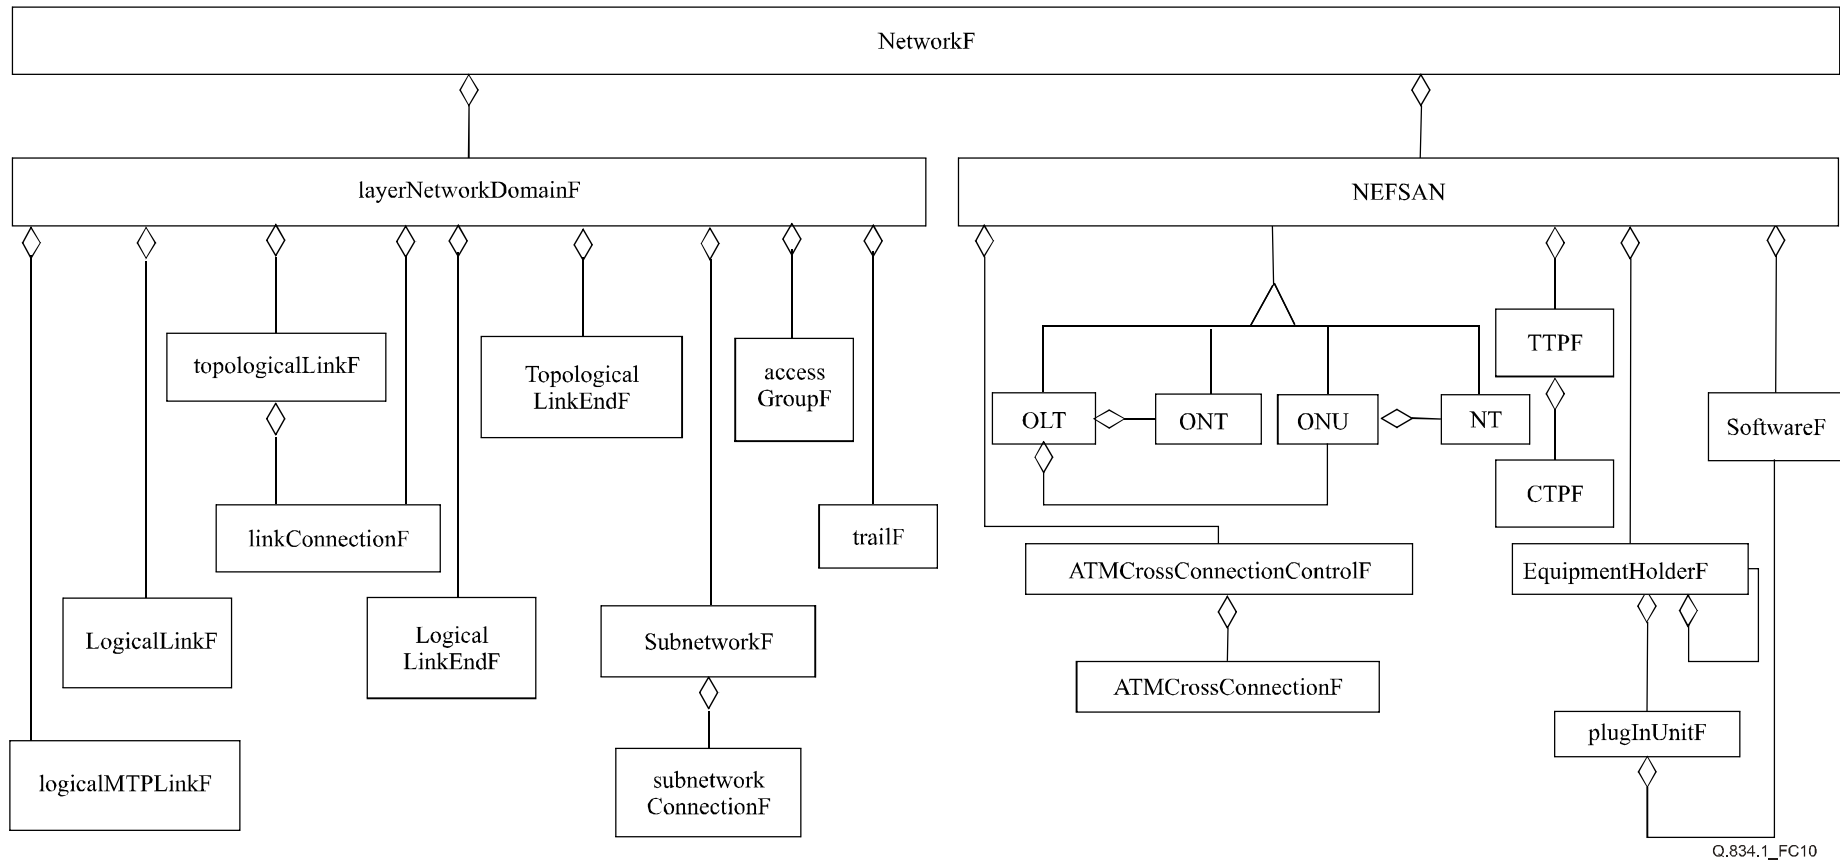 NetworkF
layerNetworkDomainF
NEFSAN
topologicalLinkF
Topological
LinkEndF
access
GroupF
TTPF
OLT
ONT
ONU
NT
SoftwareF
CTPF
linkConnectionF
trailF
ATMCrossConnectionControlF
EquipmentHolderF
LogicalLinkF
Logical
LinkEndF
SubnetworkF
ATMCrossConnectionF
plugInUnitF
logicalMTPLinkF
subnetwork
ConnectionF
Q.834.1_FC10